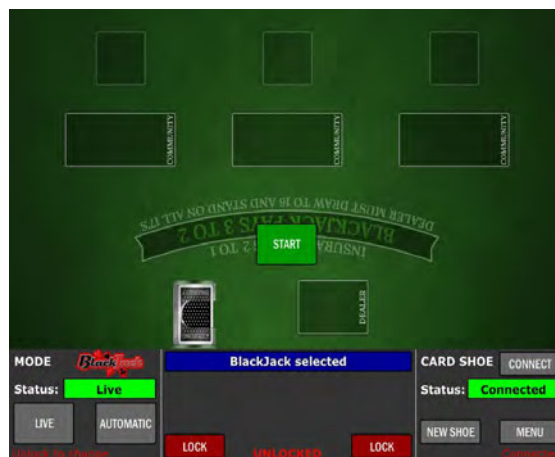 COMMUNITY
COMMUNITY
COMMUNITY
DEALER MUST DRAW TO 16 AND STAND ON ALL 17'S
BLACKJACK PAYS 3 TO 2
2 TO 1
START
DEALER
MODE
BlackJack
BlackJack selected
CARD SHOE
CONNECT
Status:
Live
Status:
Connected
LIVE
AUTOMATIC
NEW SHOE
MENU
LOCK
UNLOCKED
LOCK